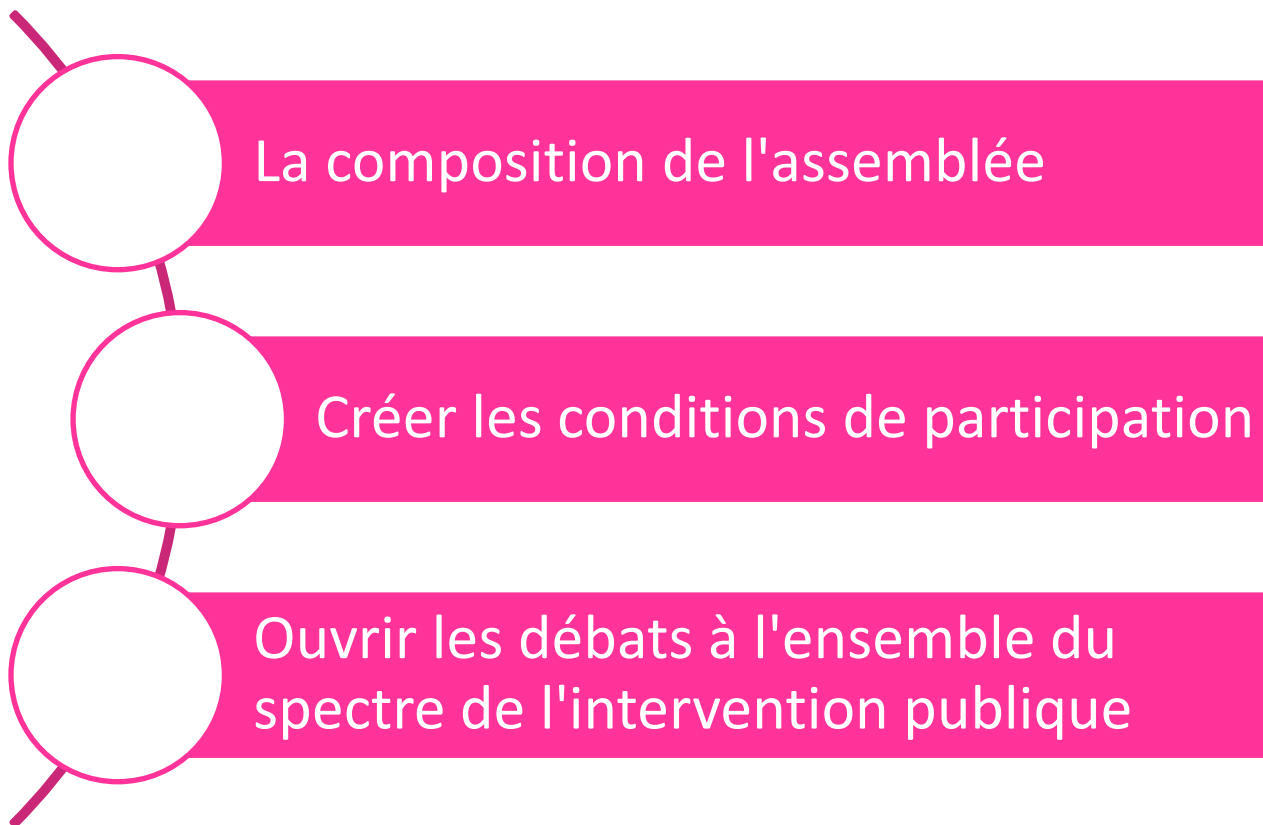 La composition de l'assemblée
Créer les conditions de participation
Ouvrir les débats à l'ensemble du
spectre de l'intervention publique